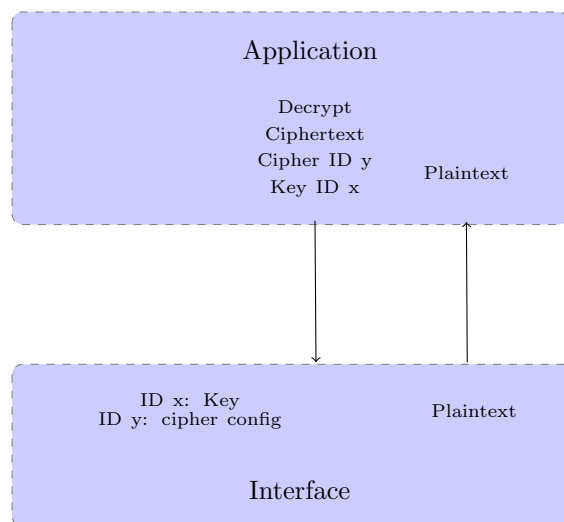 Application
Decrypt
Ciphertext
Cipher ID y
Key ID x
Plaintext
ID x: Key
ID y: cipher config
Plaintext
Interface